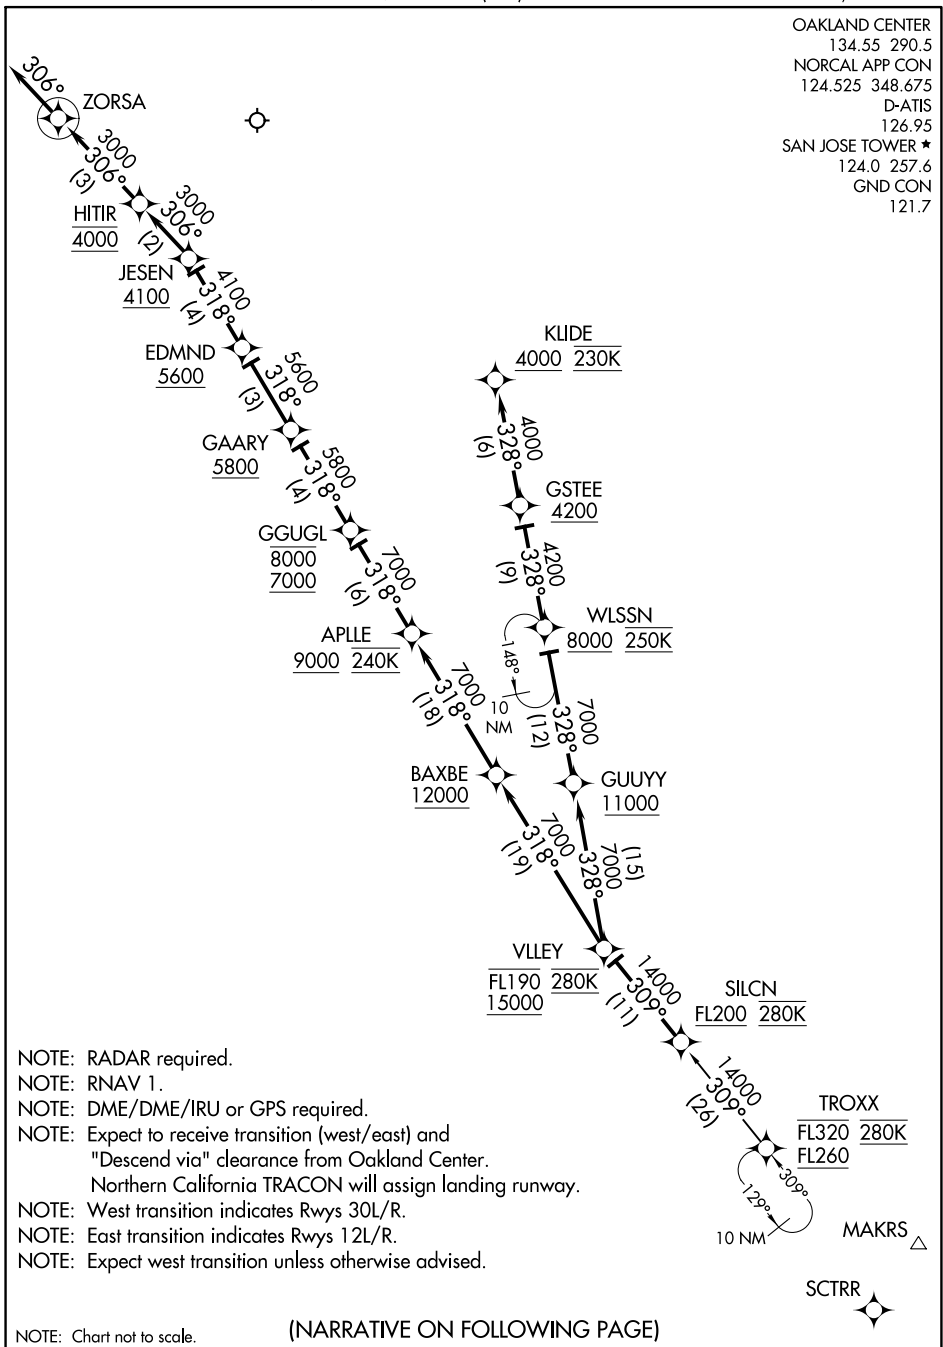 OAKLAND CENTER
134.55 290.5
NORCAL APP CON
124.525 348.675
D-ATIS
126.95
SAN JOSE TOWER ★
124.0 257.6
GND CON
121.7
306°
ZORSA
3000
306°
(3)
HITIR
4000
3000
306°
(2)
JESEN
4100
4100
318°
(4)
EDMND
5600
5600
318°
(3)
GAARY
5800
5800
318°
(4)
GGUGL
8000
7000
7000
318°
(6)
APLLE
9000 240K
7000
318°
(18)
BAXBE
12000
7000
318°
(19)
KLIDE
4000 230K
4000
328°
(6)
GSTEE
4200
4200
328°
(9)
WLSSN
8000 250K
148°
10
NM
7000
328°
(12)
GUUYY
11000
(15)
7000
328°
VLLEY
FL190 280K
15000
14000
309°
(11)
SILCN
FL200 280K
14000
309°
(26)
TROXX
FL320 280K
FL260
309°
129°
10 NM
MAKRS
SCTRR
NOTE: RADAR required.
NOTE: RNAV 1.
NOTE: DME/DME/IRU or GPS required.
NOTE: Expect to receive transition (west/east) and
"Descend via" clearance from Oakland Center.
Northern California TRACON will assign landing runway.
NOTE: West transition indicates Rwys 30L/R.
NOTE: East transition indicates Rwys 12L/R.
NOTE: Expect west transition unless otherwise advised.
NOTE: Chart not to scale.
(NARRATIVE ON FOLLOWING PAGE)